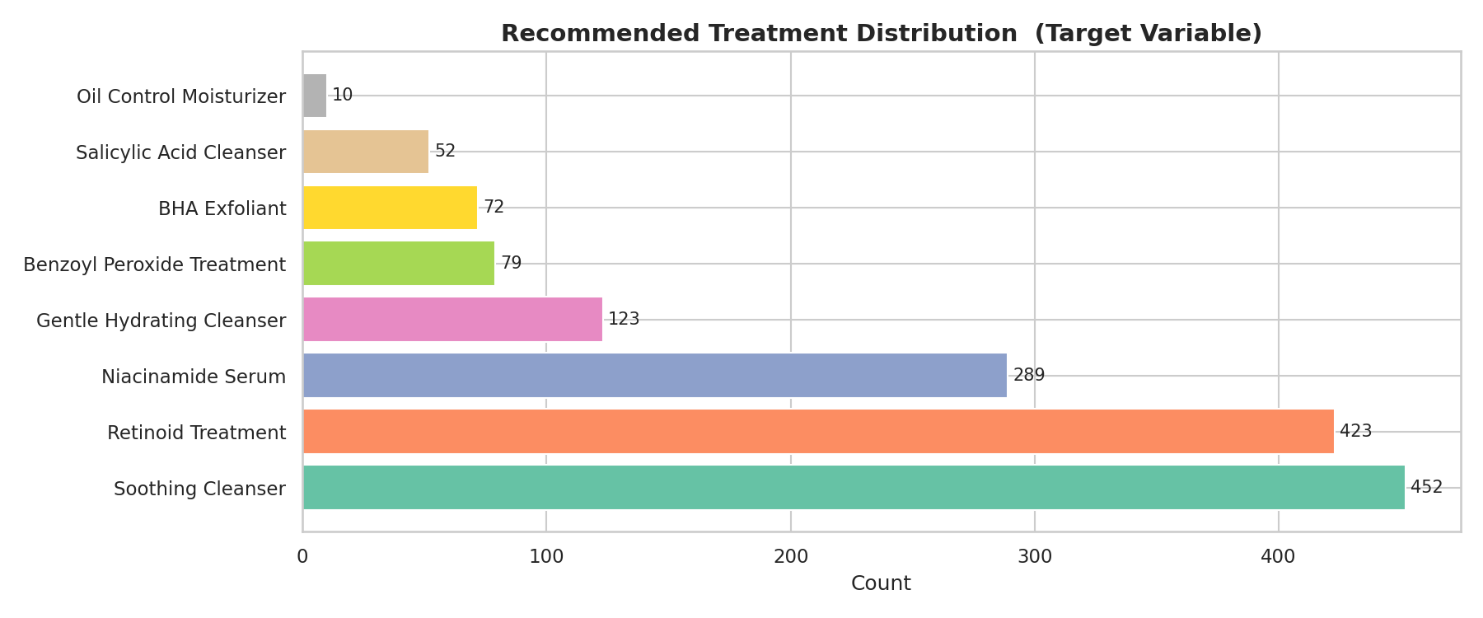 Recommended Treatment Distribution  (Target Variable)
Oil Control Moisturizer 10
Salicylic Acid Cleanser 52
BHA Exfoliant 72
Benzoyl Peroxide Treatment 79
Gentle Hydrating Cleanser 123
Niacinamide Serum 289
Retinoid Treatment 423
Soothing Cleanser 452
0 100 200 300 400
Count